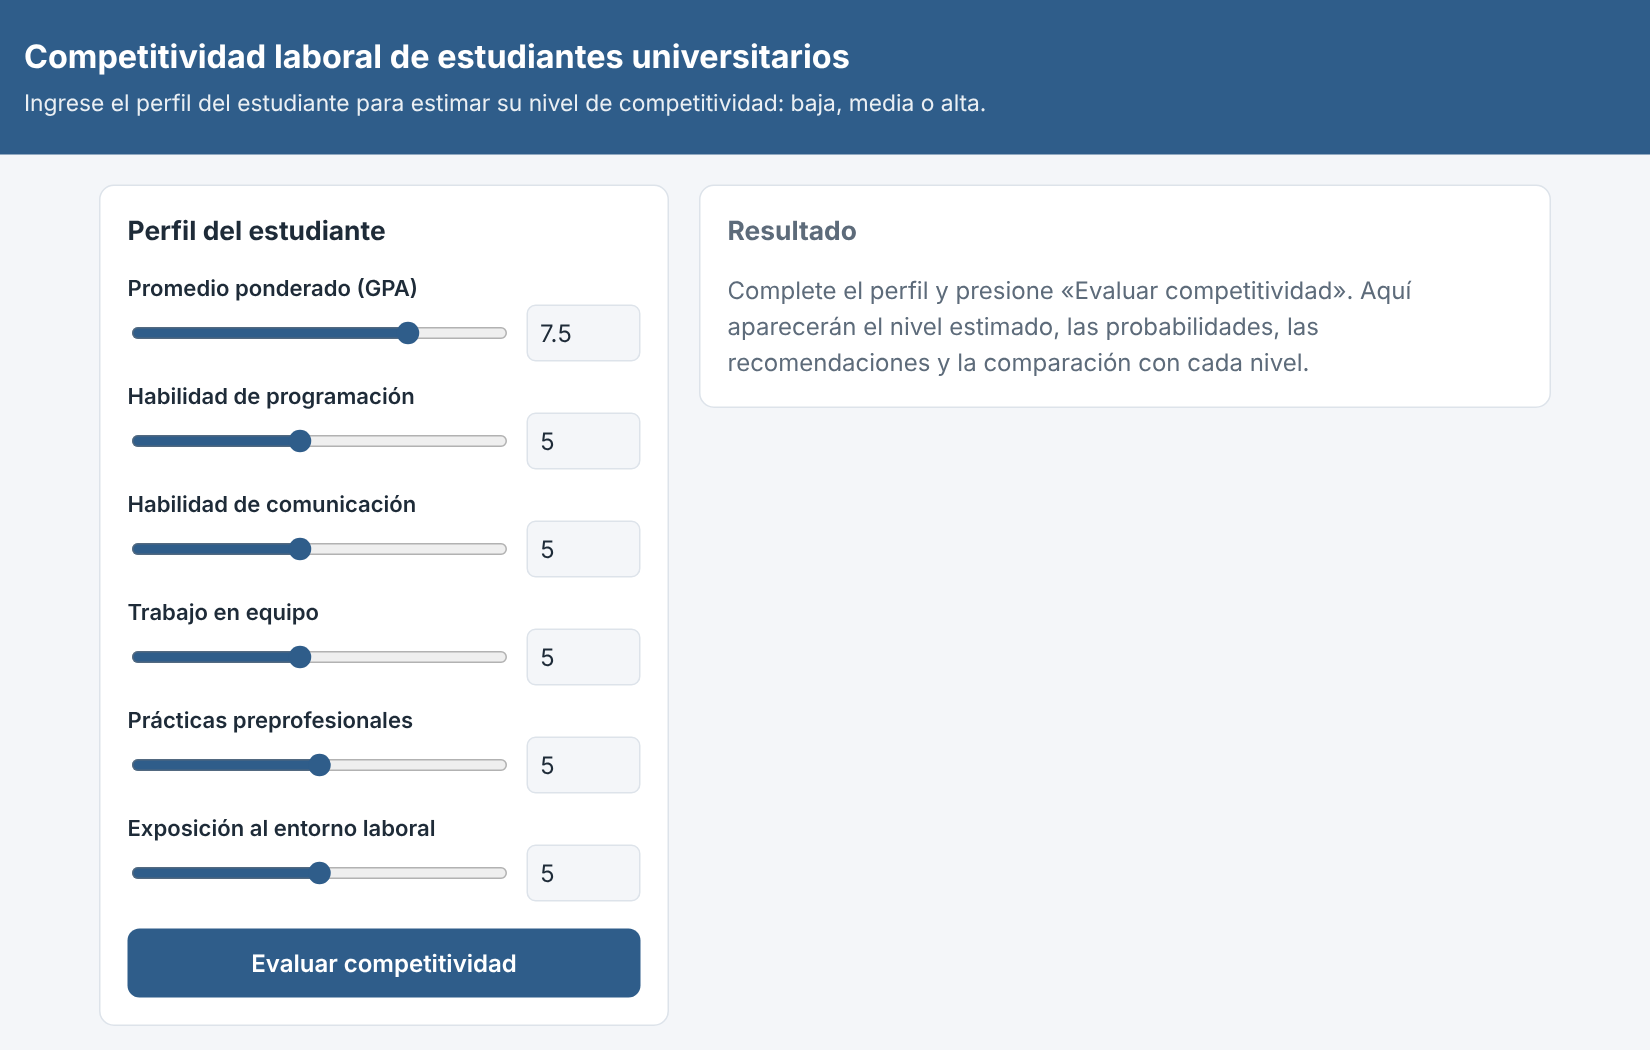 Competitividad laboral de estudiantes universitarios
Ingrese el perfil del estudiante para estimar su nivel de competitividad: baja, media o alta.
Perfil del estudiante
Promedio ponderado (GPA)
7.5
Habilidad de programación
5
Habilidad de comunicación
5
Trabajo en equipo
5
Prácticas preprofesionales
5
Exposición al entorno laboral
5
Evaluar competitividad
Resultado
Complete el perfil y presione «Evaluar competitividad». Aquí
aparecerán el nivel estimado, las probabilidades, las
recomendaciones y la comparación con cada nivel.